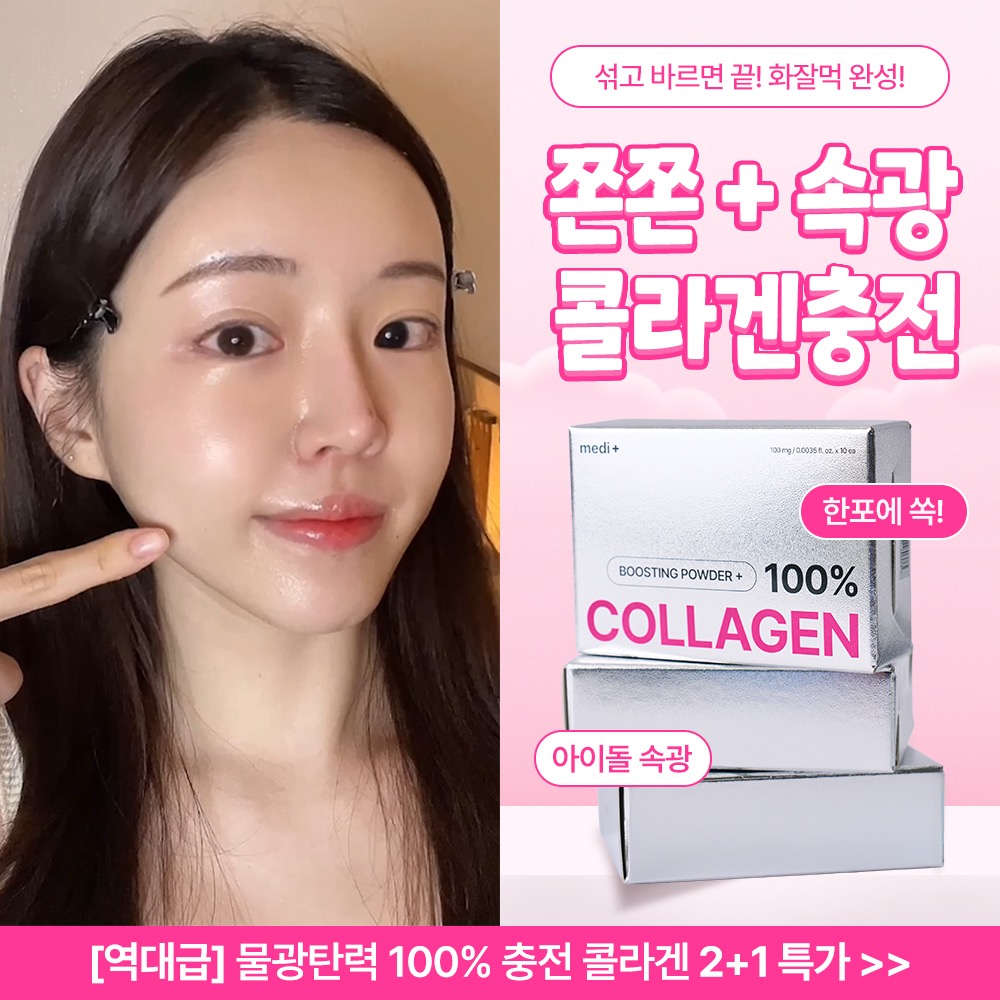 섞고 바르면 끝! 화잘먹 완성!
쫀쫀 + 속광
콜라겐충전
medi+
100 mg / 0.0035 fl. oz. x 10 ea
한포에 쏙!
BOOSTING POWDER + 100%
COLLAGEN
아이돌 속광
[역대급] 물광탄력 100% 충전 콜라겐 2+1 특가 >>